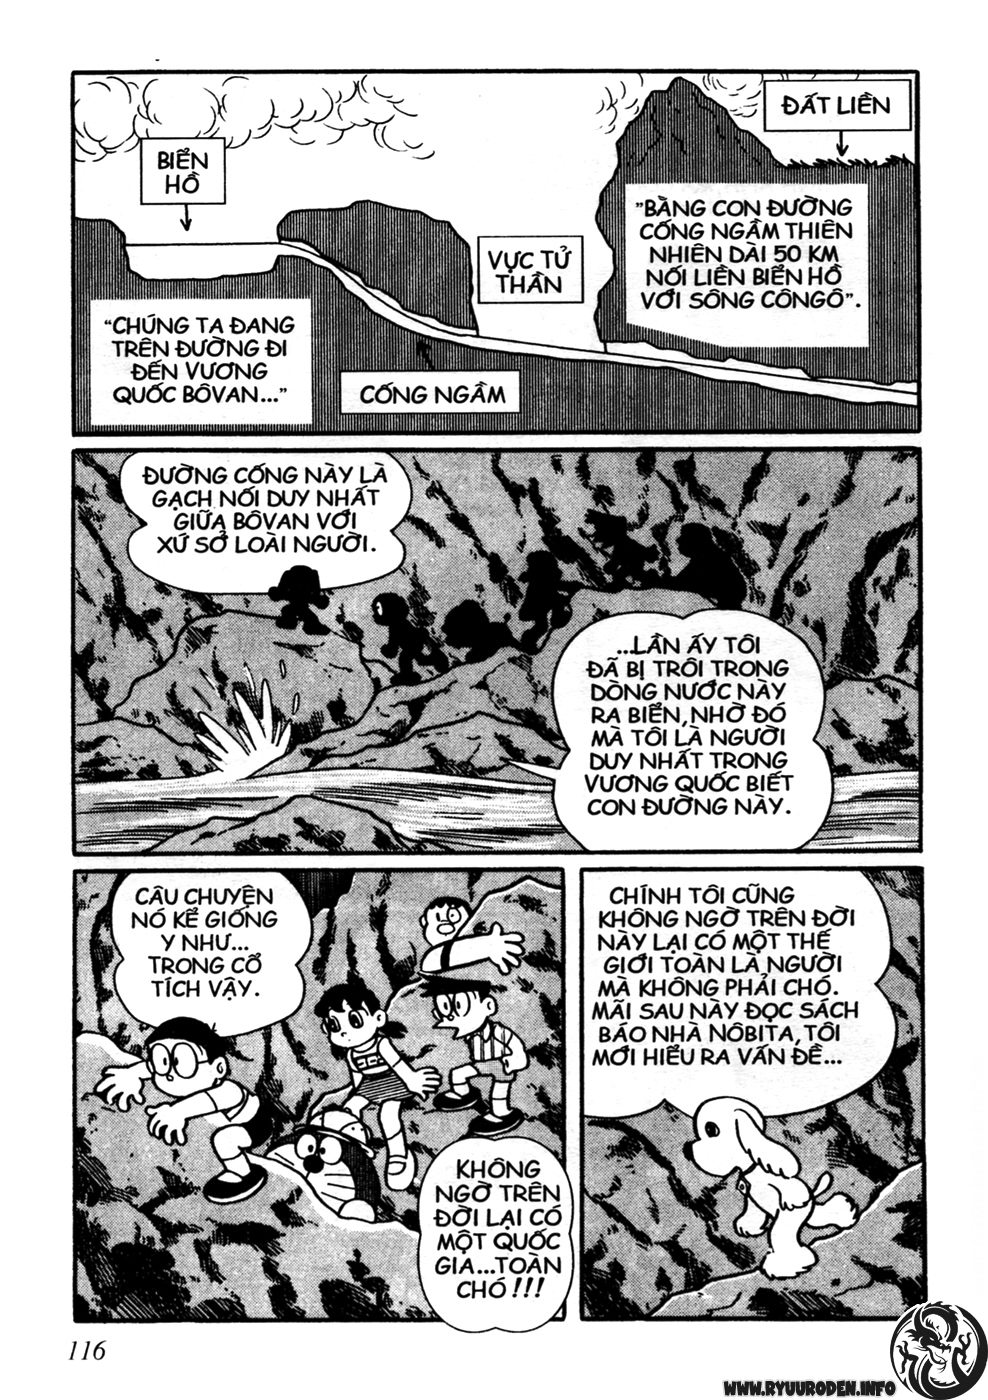 ĐẤT LIỀN
BIỂN
HỒ
"BẰNG CON ĐƯỜNG
CỐNG NGẦM THIÊN
NHIÊN DÀI 50 KM
NỐI LIỀN BIỂN HỒ
VỚI SÔNG CÔNGÔ".
VỰC TỬ
THẦN
"CHÚNG TA ĐANG
TRÊN ĐƯỜNG ĐI
ĐẾN VƯƠNG
QUỐC BÔVAN..."
CỐNG NGẦM
ĐƯỜNG CỐNG NÀY LÀ
GẠCH NỐI DUY NHẤT
GIỮA BÔVAN VỚI
XỨ SỞ LOÀI NGƯỜI.
...LẦN ẤY TÔI
ĐÃ BỊ TRÔI TRONG
DÒNG NƯỚC NÀY
RA BIỂN, NHỜ ĐÓ
MÀ TÔI LÀ NGƯỜI
DUY NHẤT TRONG
VƯƠNG QUỐC BIẾT
CON ĐƯỜNG NÀY.
CÂU CHUYỆN
NÓ KỂ GIỐNG
Y NHƯ...
TRONG CỔ
TÍCH VẬY.
KHÔNG
NGỜ TRÊN
ĐỜI LẠI CÓ
MỘT QUỐC
GIA...TOÀN
CHÓ!!!
CHÍNH TÔI CŨNG
KHÔNG NGỜ TRÊN ĐỜI
NÀY LẠI CÓ MỘT THẾ
GIỚI TOÀN LÀ NGƯỜI
MÀ KHÔNG PHẢI CHÓ.
MÃI SAU NÀY ĐỌC SÁCH
BÁO NHÀ NÔBITA, TÔI
MỚI HIỂU RA VẤN ĐỀ...
116
WWW.RYUURODEN.INFO